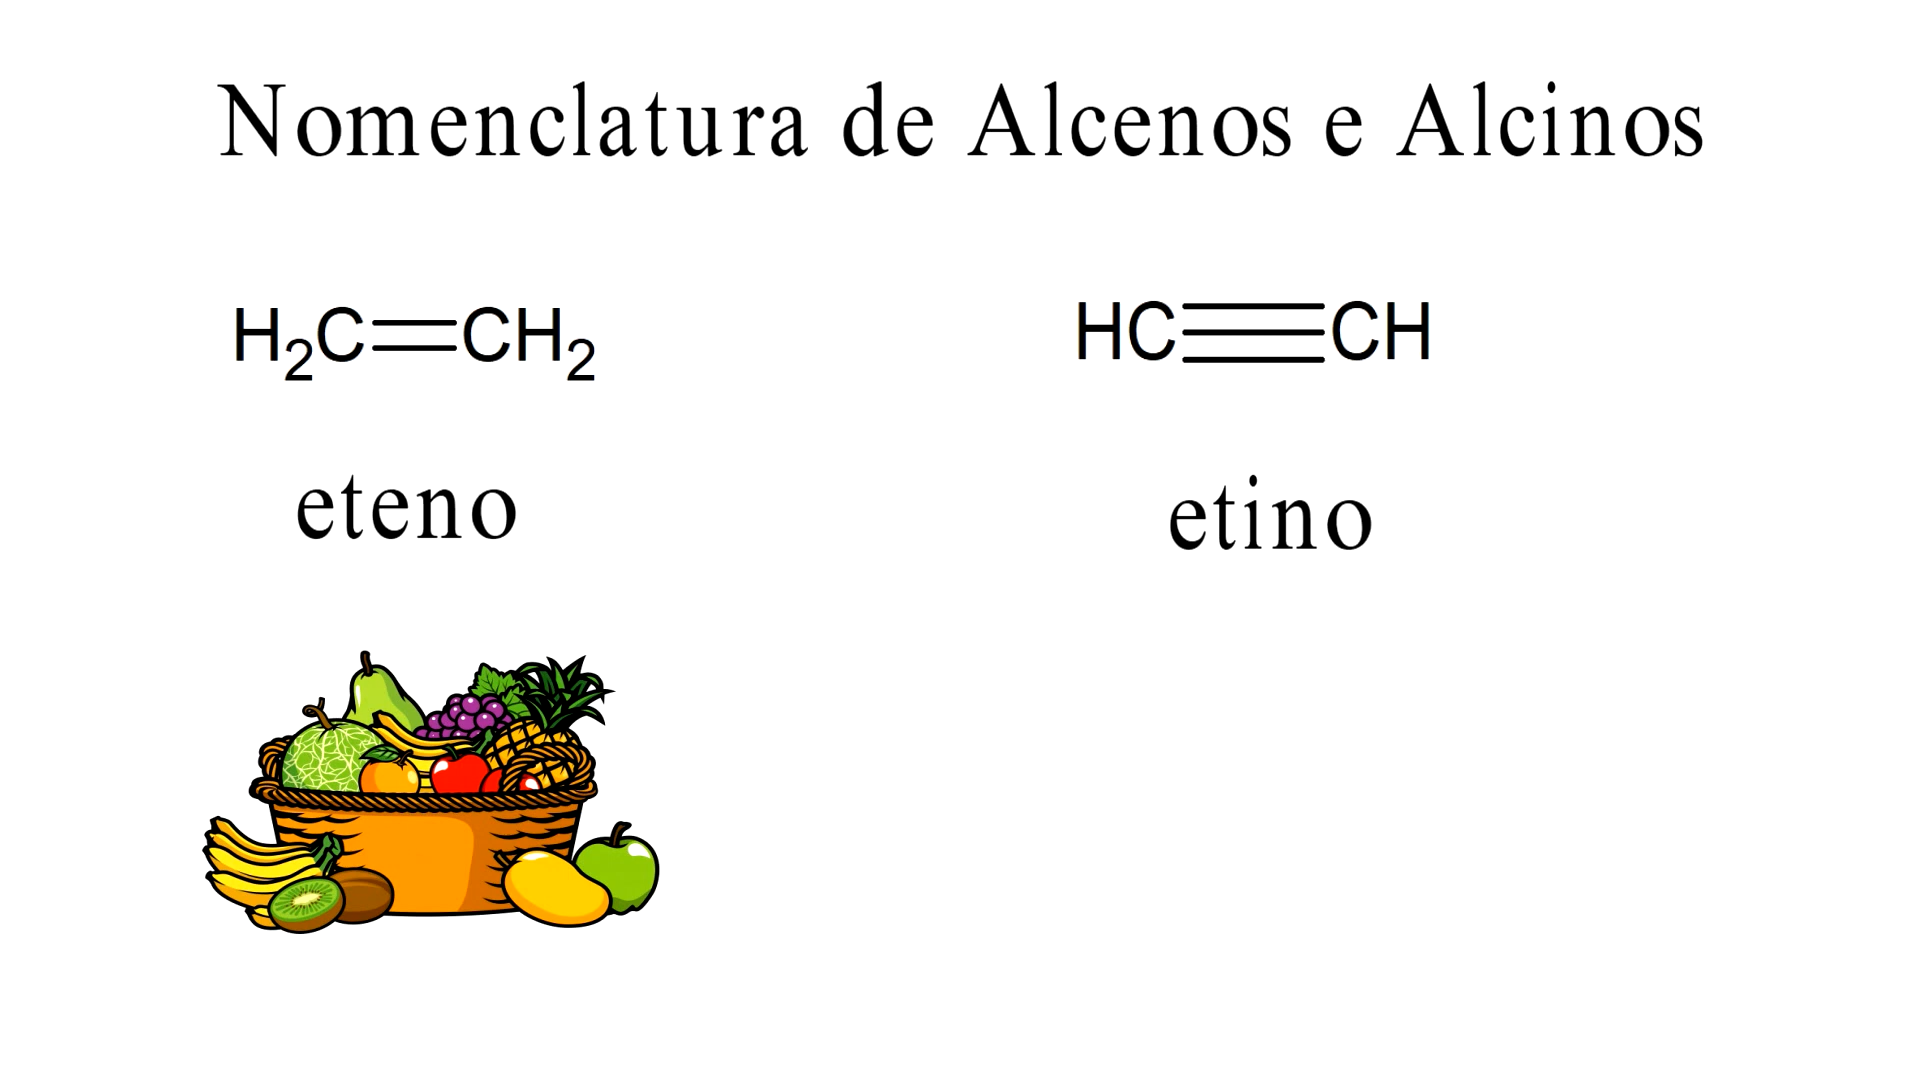 Nomenclatura de Alcenos e Alcinos
H₂C=CH₂
HC≡CH
eteno
etino